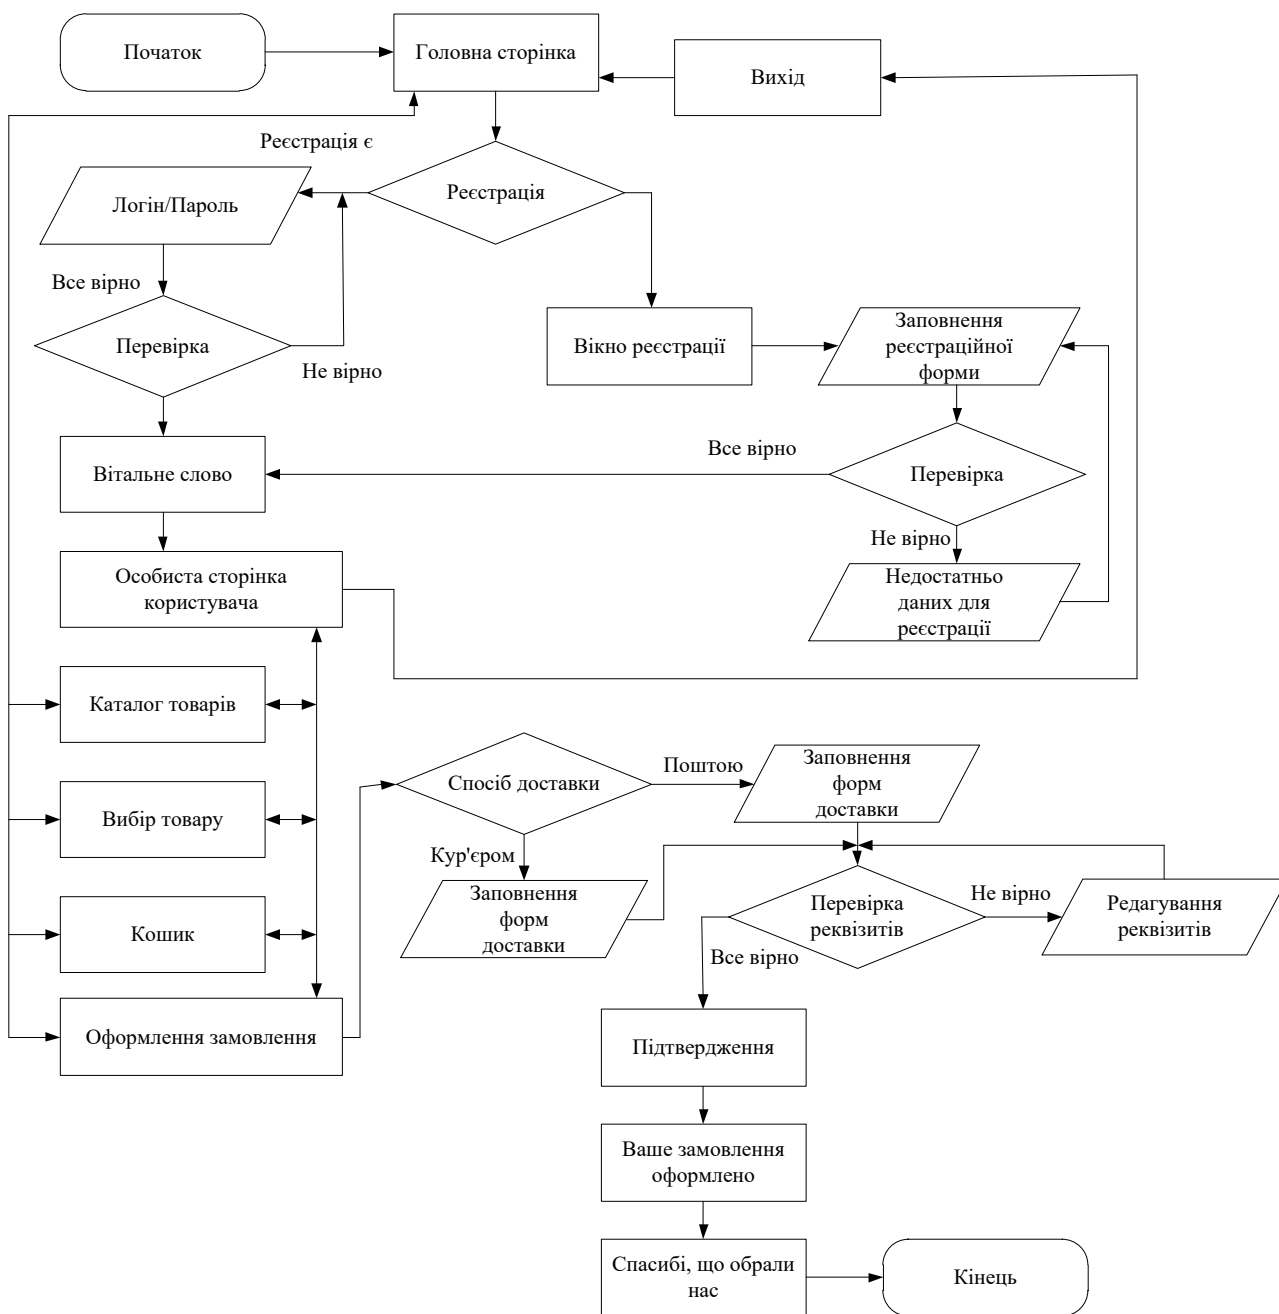 Початок
Головна сторінка
Вихід
Реєстрація є
Логін/Пароль
Реєстрація
Все вірно
Перевірка
Не вірно
Вікно реєстрації
Заповнення
реєстраційної
форми
Все вірно
Вітальне слово
Перевірка
Не вірно
Особиста сторінка
користувача
Недостатньо
даних для
реєстрації
Каталог товарів
Спосіб доставки
Поштою
Заповнення
форм
доставки
Вибір товару
Кур'єром
Заповнення
форм
доставки
Перевірка
реквізитів
Не вірно
Редагування
реквізитів
Кошик
Все вірно
Оформлення замовлення
Підтвердження
Ваше замовлення
оформлено
Спасибі, що обрали
нас
Кінець